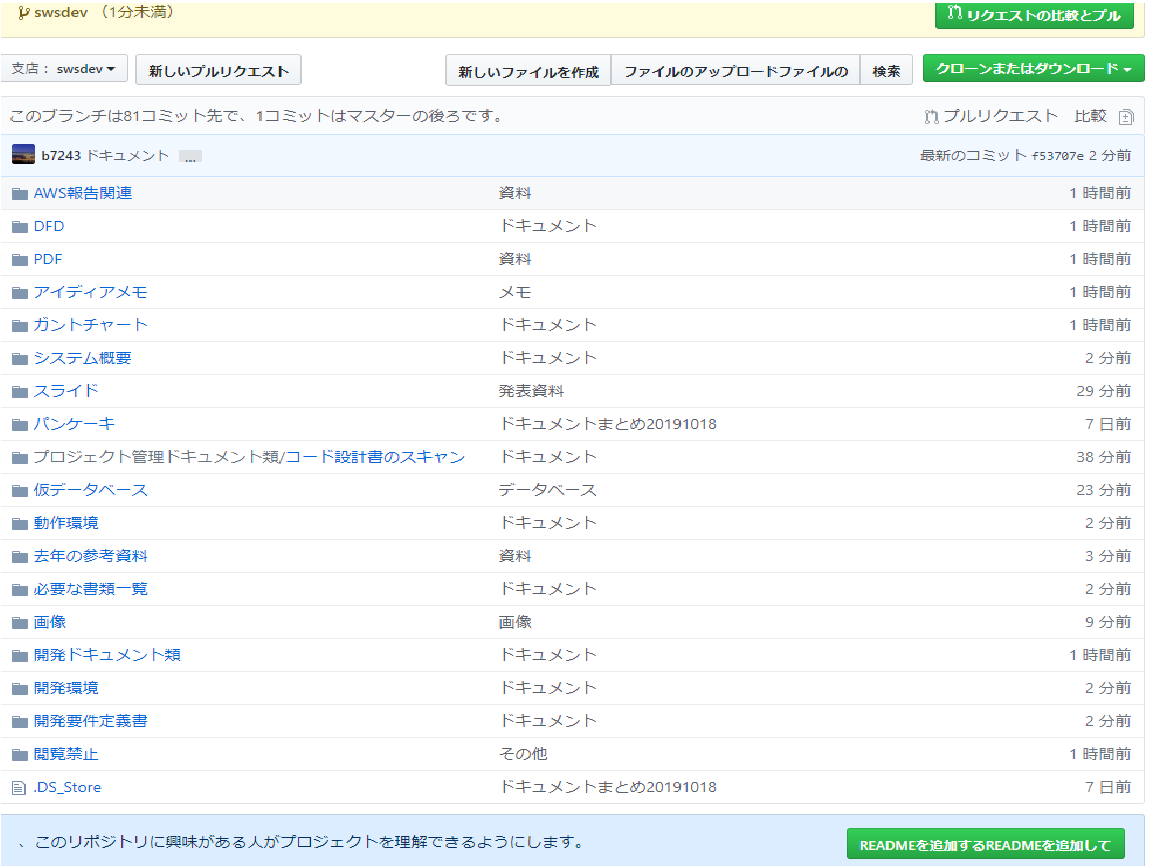 swsdev （1分未満）
リクエストの比較とプル
支店： swsdev
新しいプルリクエスト
新しいファイルを作成
ファイルのアップロードファイルの
検索
クローンまたはダウンロード
このブランチは81コミット先で、1コミットはマスターの後ろです。
プルリクエスト 比較
b7243 ドキュメント ...
最新のコミット f53707e 2 分前
AWS報告関連 資料 1 時間前
DFD ドキュメント 1 時間前
PDF 資料 1 時間前
アイディアメモ メモ 1 時間前
ガントチャート ドキュメント 1 時間前
システム概要 ドキュメント 2 分前
スライド 発表資料 29 分前
パンケーキ ドキュメントまとめ20191018 7 日前
プロジェクト管理ドキュメント類/コード設計書のスキャン ドキュメント 38 分前
仮データベース データベース 23 分前
動作環境 ドキュメント 2 分前
去年の参考資料 資料 3 分前
必要な書類一覧 ドキュメント 2 分前
画像 画像 9 分前
開発ドキュメント類 ドキュメント 1 時間前
開発環境 ドキュメント 2 分前
開発要件定義書 ドキュメント 2 分前
閲覧禁止 その他 1 時間前
.DS_Store ドキュメントまとめ20191018 7 日前
、このリポジトリに興味がある人がプロジェクトを理解できるようにします。
READMEを追加するREADMEを追加して